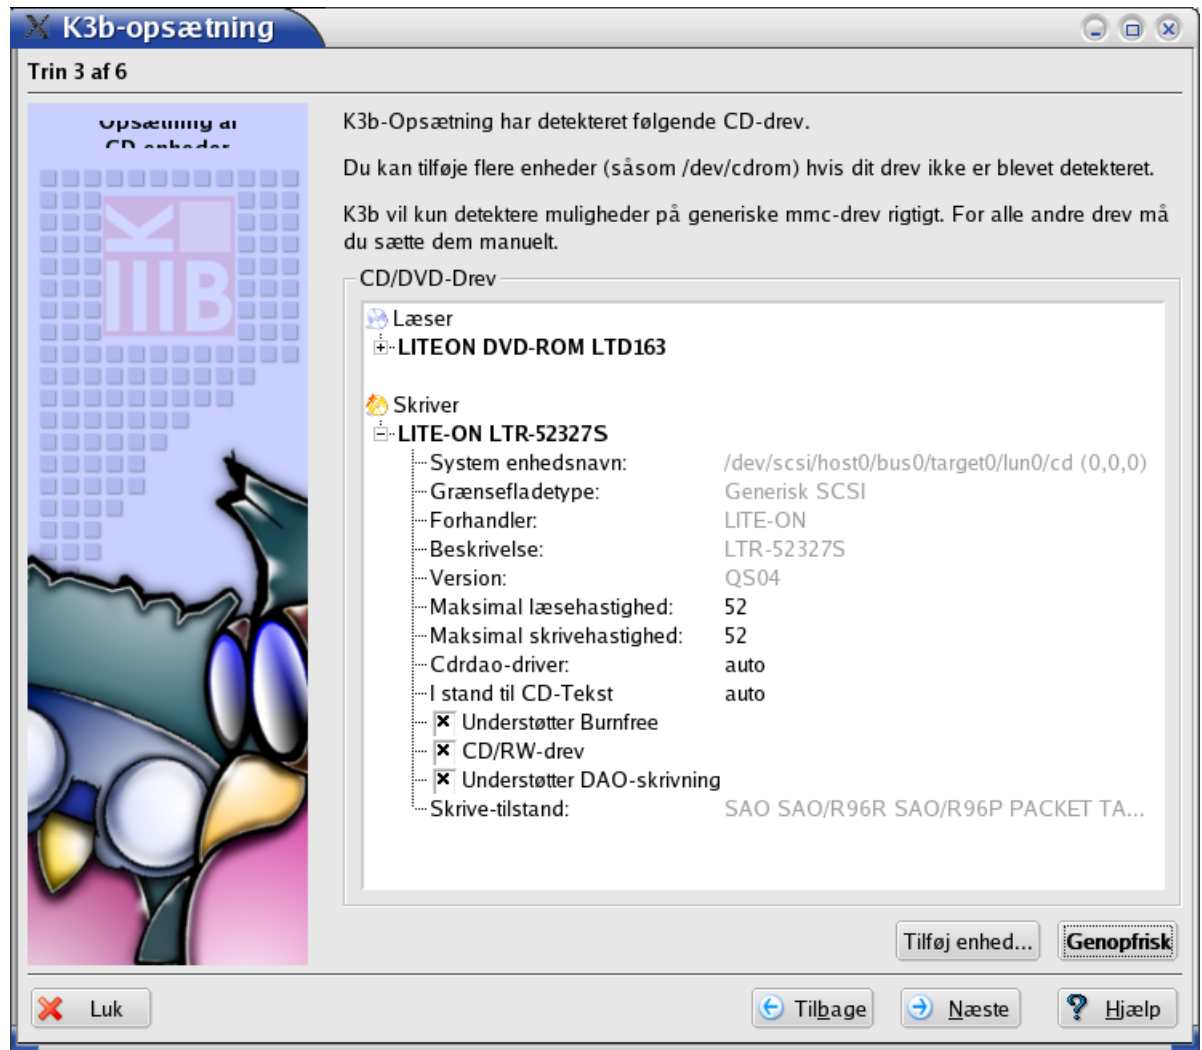 K3b-opsætning
Trin 3 af 6
Opsætning af
CD enheder
K3b-Opsætning har detekteret følgende CD-drev.
Du kan tilføje flere enheder (såsom /dev/cdrom) hvis dit drev ikke er blevet detekteret.
K3b vil kun detektere muligheder på generiske mmc-drev rigtigt. For alle andre drev må
du sætte dem manuelt.
CD/DVD-Drev
Læser
LITEON DVD-ROM LTD163
Skriver
LITE-ON LTR-52327S
System enhedsnavn: /dev/scsi/host0/bus0/target0/lun0/cd (0,0,0)
Grænsefladetype: Generisk SCSI
Forhandler: LITE-ON
Beskrivelse: LTR-52327S
Version: QS04
Maksimal læsehastighed: 52
Maksimal skrivehastighed: 52
Cdrdao-driver: auto
I stand til CD-Tekst auto
Understøtter Burnfree
CD/RW-drev
Understøtter DAO-skrivning
Skrive-tilstand: SAO SAO/R96R SAO/R96P PACKET TA...
Tilføj enhed... Genopfrisk
Luk Tilbage Næste Hjælp